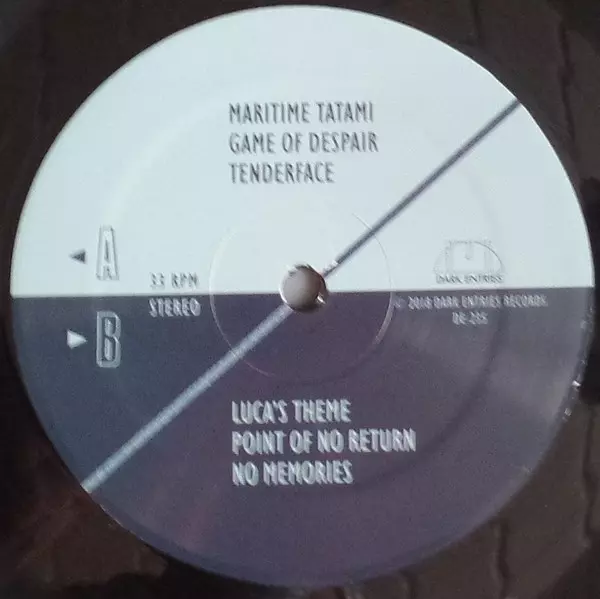 MARITIME TATAMI
GAME OF DESPAIR
TENDERFACE
A
33 RPM
STEREO
DARK ENTRIES
© 2018 DARK ENTRIES RECORDS.
B
LUCA'S THEME
POINT OF NO RETURN
NO MEMORIES